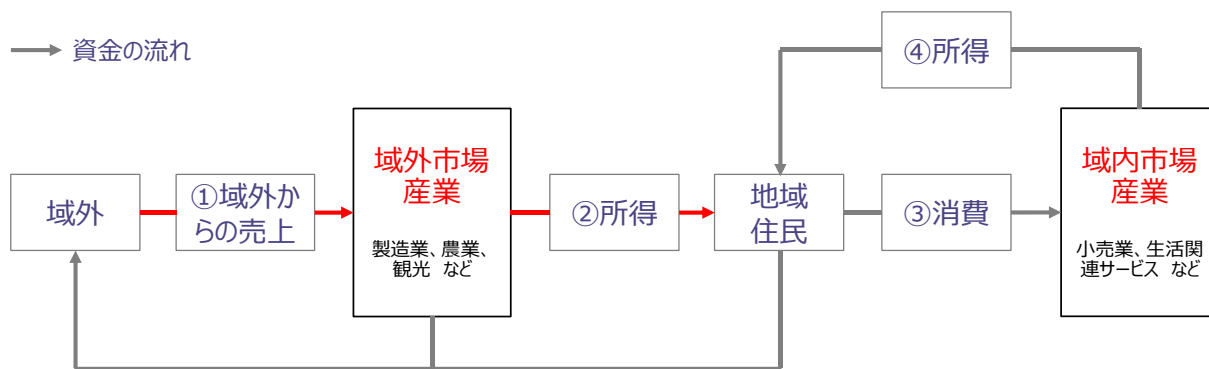 資金の流れ
④所得
域外市場
産業
製造業、農業、
観光 など
域内市場
産業
小売業、生活関
連サービス など
域外
①域外か
らの売上
②所得
地域
住民
③消費